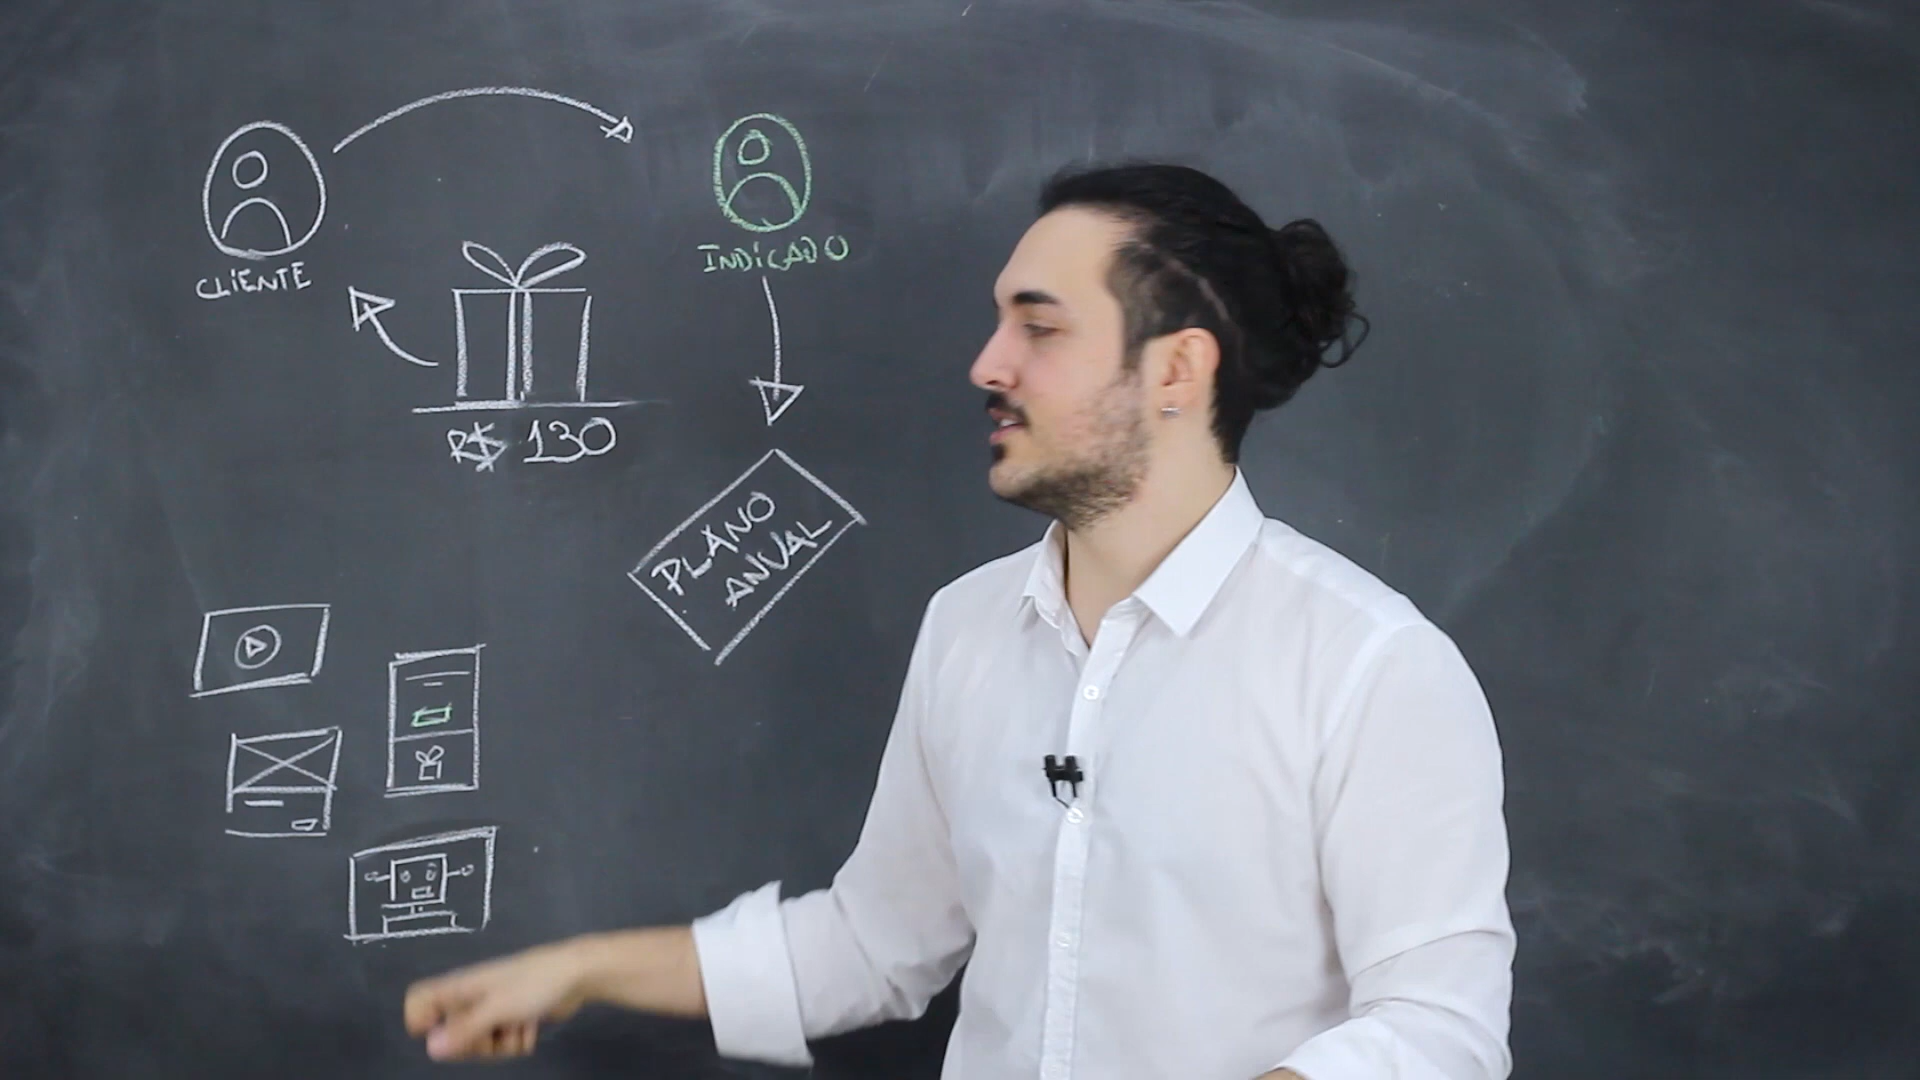 CLIENTE
INDICADO
R$ 130
PLANO
ANUAL